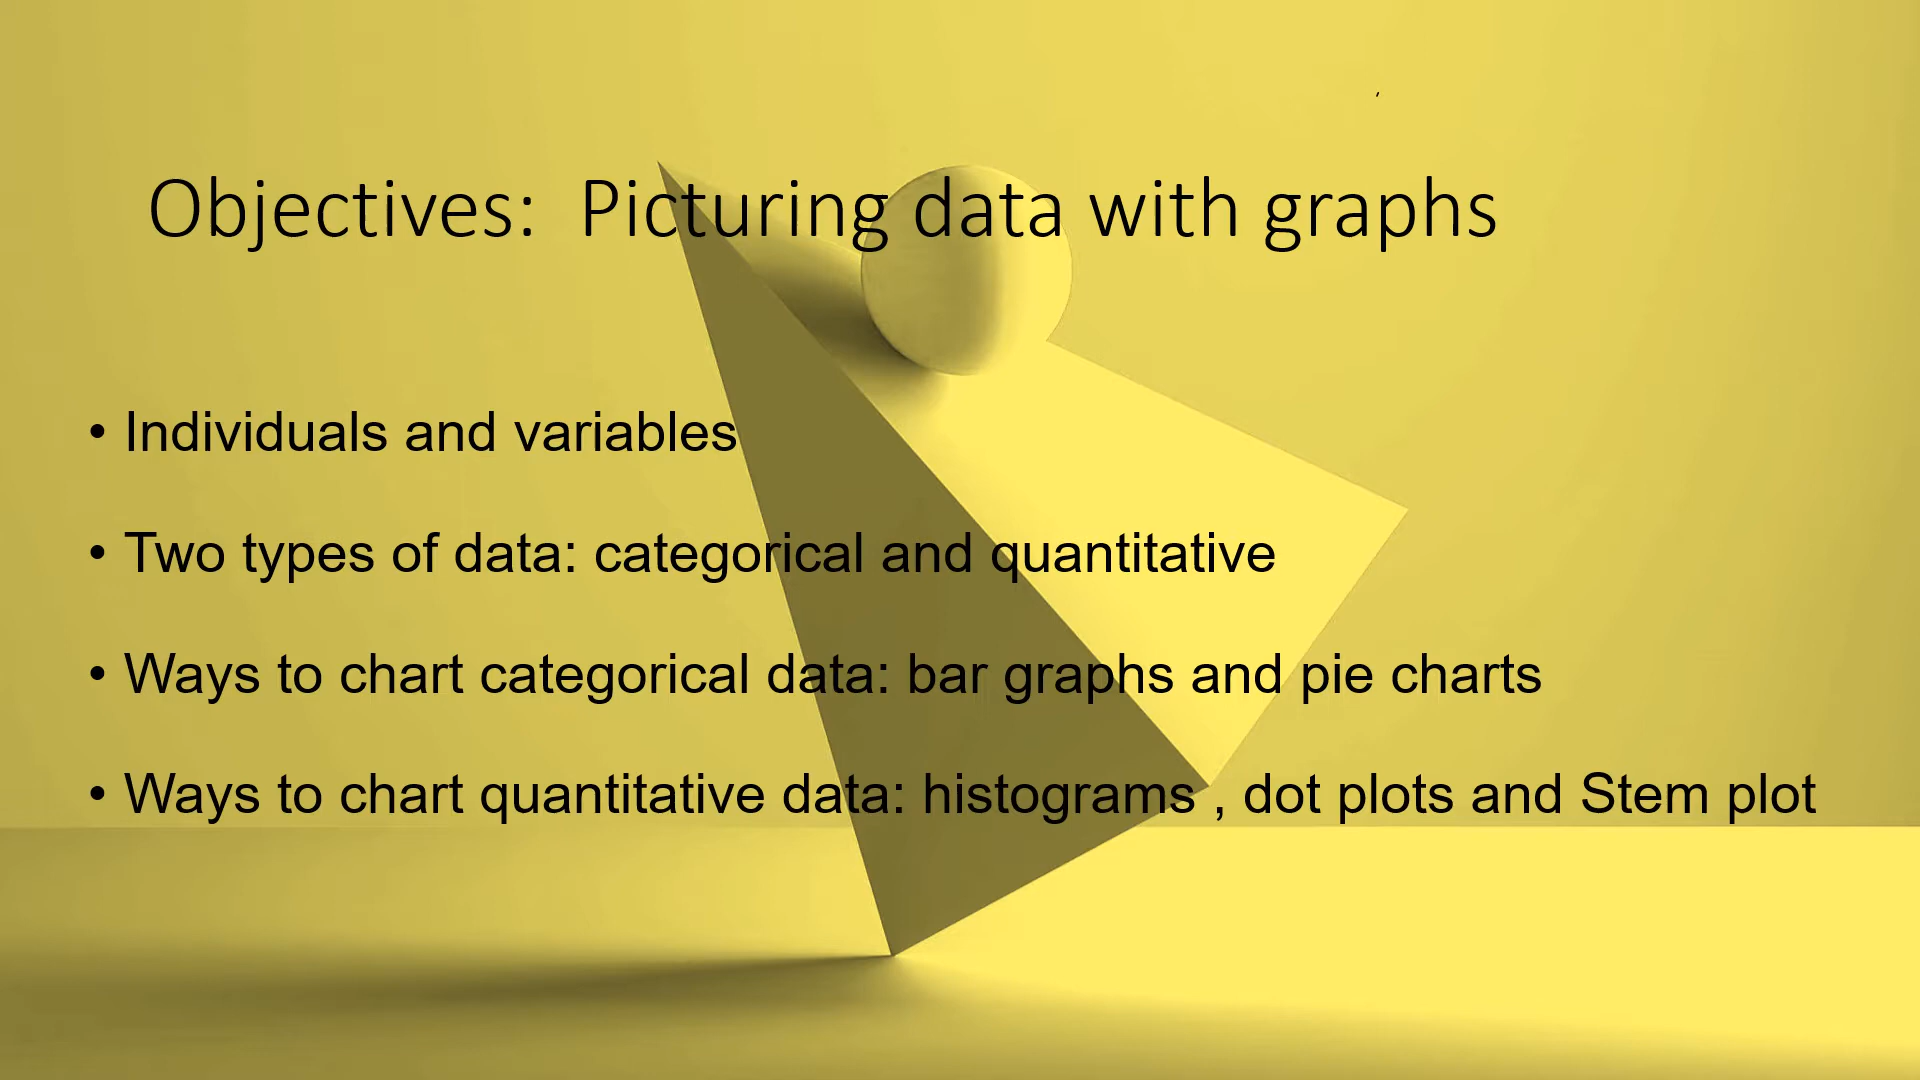 Objectives:  Picturing data with graphs
• Individuals and variables
• Two types of data: categorical and quantitative
• Ways to chart categorical data: bar graphs and pie charts
• Ways to chart quantitative data: histograms , dot plots and Stem plot